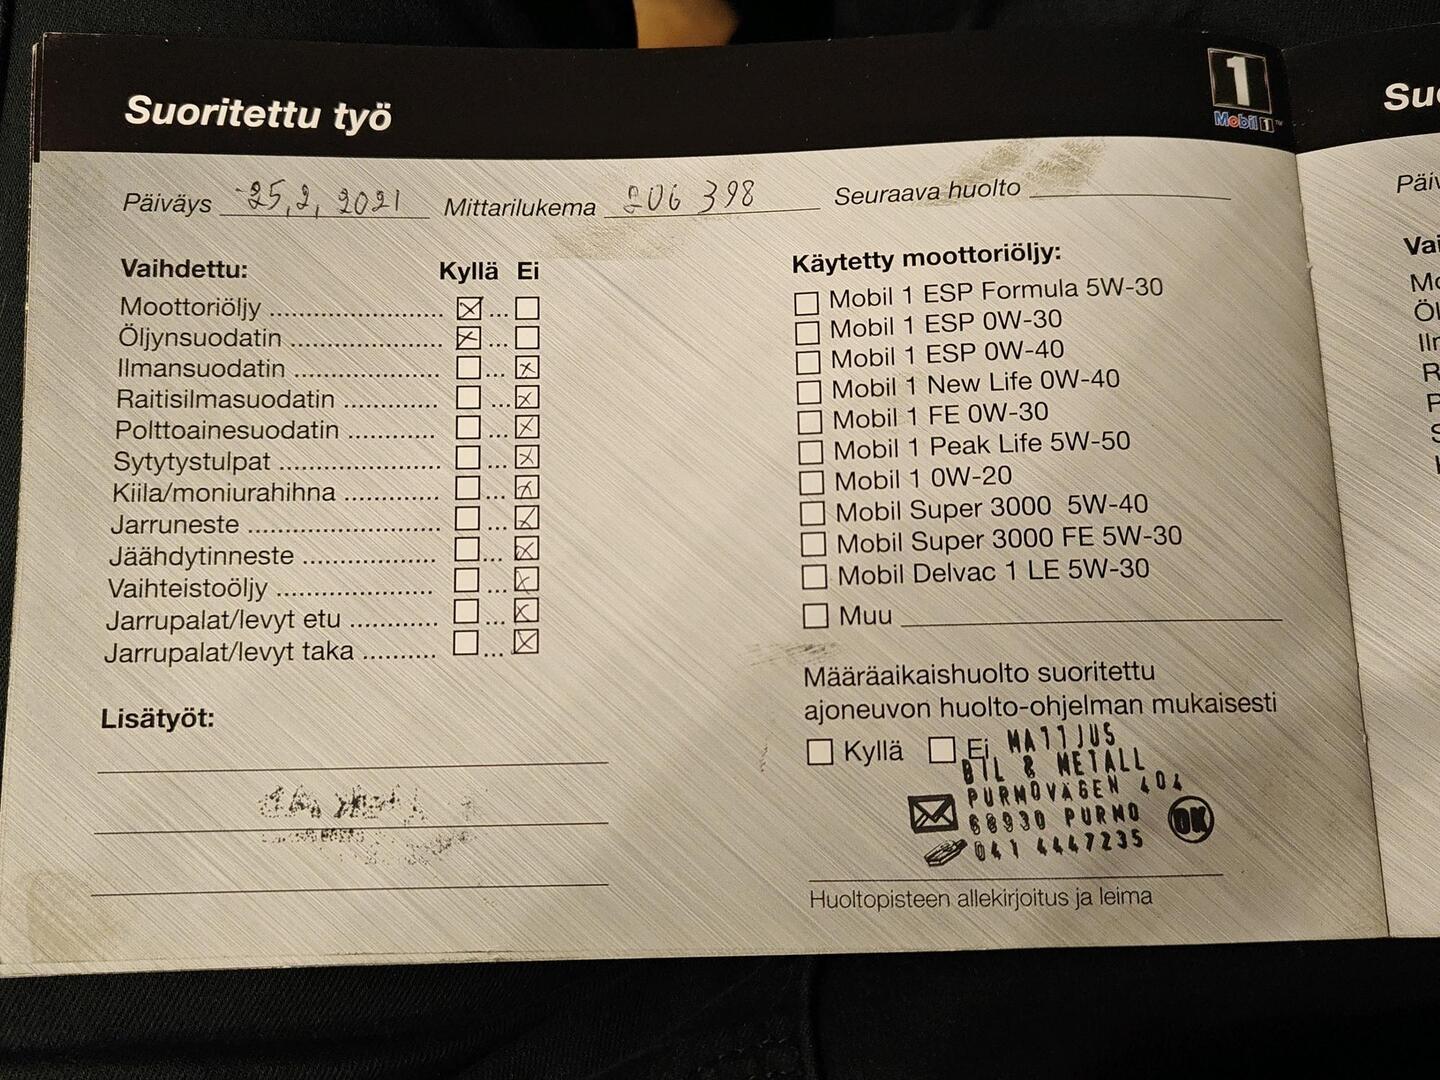 Suoritettu työ
1
Mobil 1™
Päiväys 25,2, 2021 Mittarilukema 206 398 Seuraava huolto
Vaihdettu: Kyllä Ei
Moottoriöljy
Öljynsuodatin
Ilmansuodatin
Raitisilmasuodatin
Polttoainesuodatin
Sytytystulpat
Kiila/moniurahihna
Jarruneste
Jäähdytinneste
Vaihteistoöljy
Jarrupalat/levyt etu
Jarrupalat/levyt taka
Lisätyöt:
Käytetty moottoriöljy:
Mobil 1 ESP Formula 5W-30
Mobil 1 ESP 0W-30
Mobil 1 ESP 0W-40
Mobil 1 New Life 0W-40
Mobil 1 FE 0W-30
Mobil 1 Peak Life 5W-50
Mobil 1 0W-20
Mobil Super 3000 5W-40
Mobil Super 3000 FE 5W-30
Mobil Delvac 1 LE 5W-30
Muu
Määräaikaishuolto suoritettu
ajoneuvon huolto-ohjelman mukaisesti
Kyllä Ei
MATTJUS
BIL & METALL
PURMOVÄGEN 404
68930 PURMO
041 4447235
OK
Huoltopisteen allekirjoitus ja leima